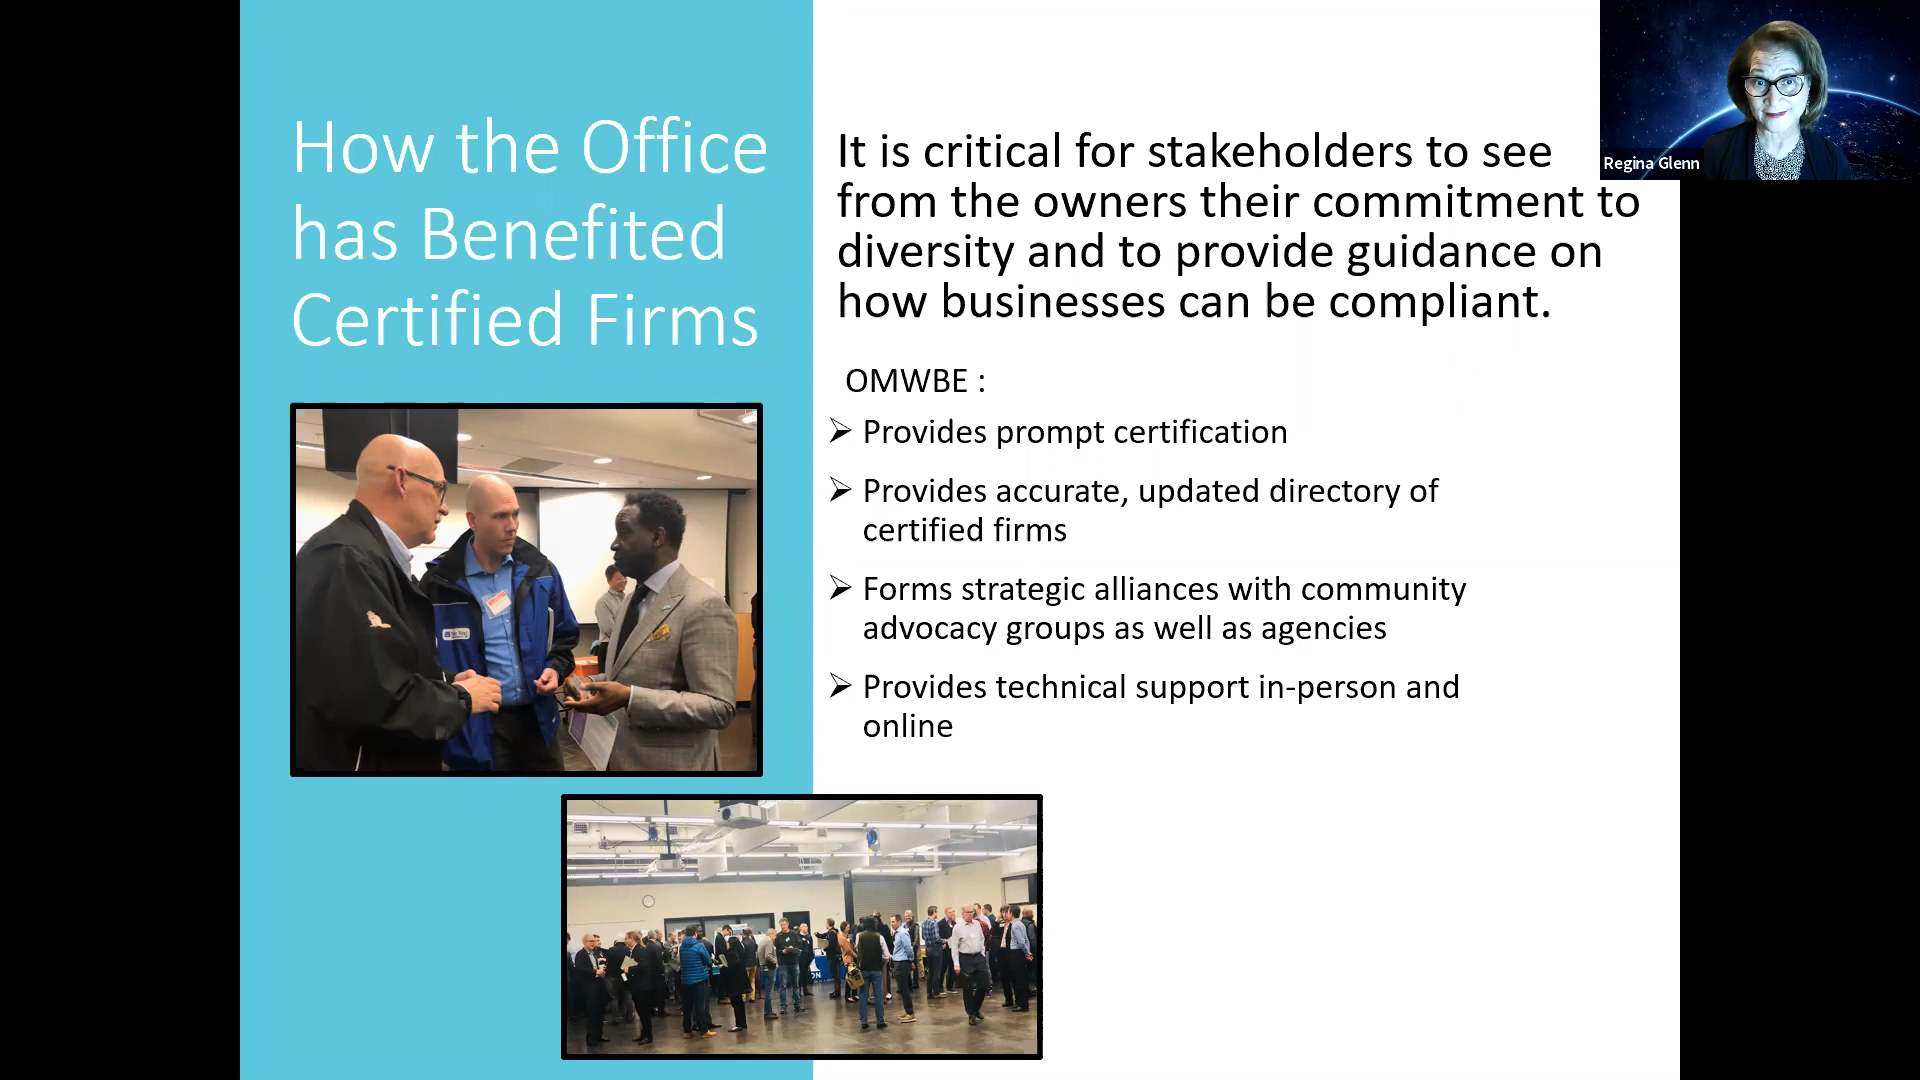 How the Office
has Benefited
Certified Firms
It is critical for stakeholders to see
from the owners their commitment to
diversity and to provide guidance on
how businesses can be compliant.
OMWBE :
Provides prompt certification
Provides accurate, updated directory of
certified firms
Forms strategic alliances with community
advocacy groups as well as agencies
Provides technical support in-person and
online
Regina Glenn